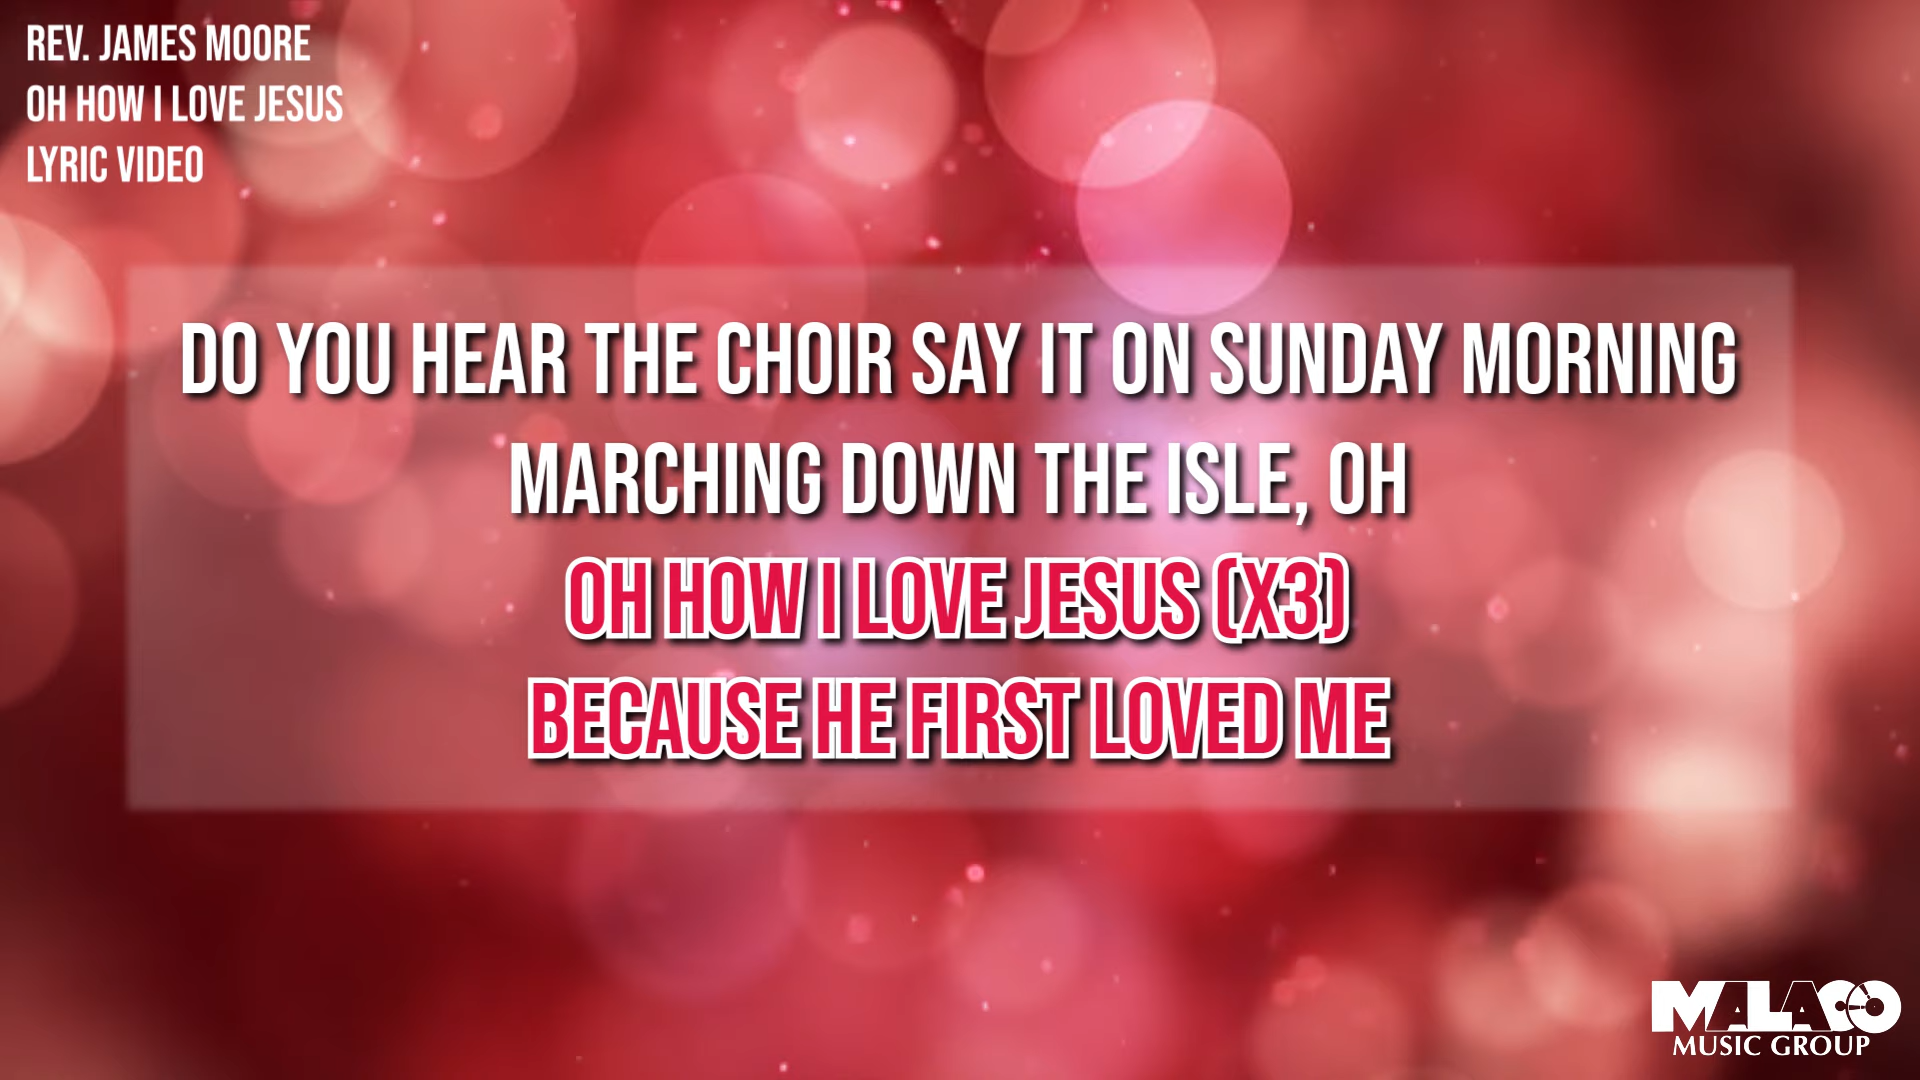 REV. JAMES MOORE
OH HOW I LOVE JESUS
LYRIC VIDEO
DO YOU HEAR THE CHOIR SAY IT ON SUNDAY MORNING
MARCHING DOWN THE ISLE, OH
OH HOW I LOVE JESUS (X3)
BECAUSE HE FIRST LOVED ME
MALACO
MUSIC GROUP